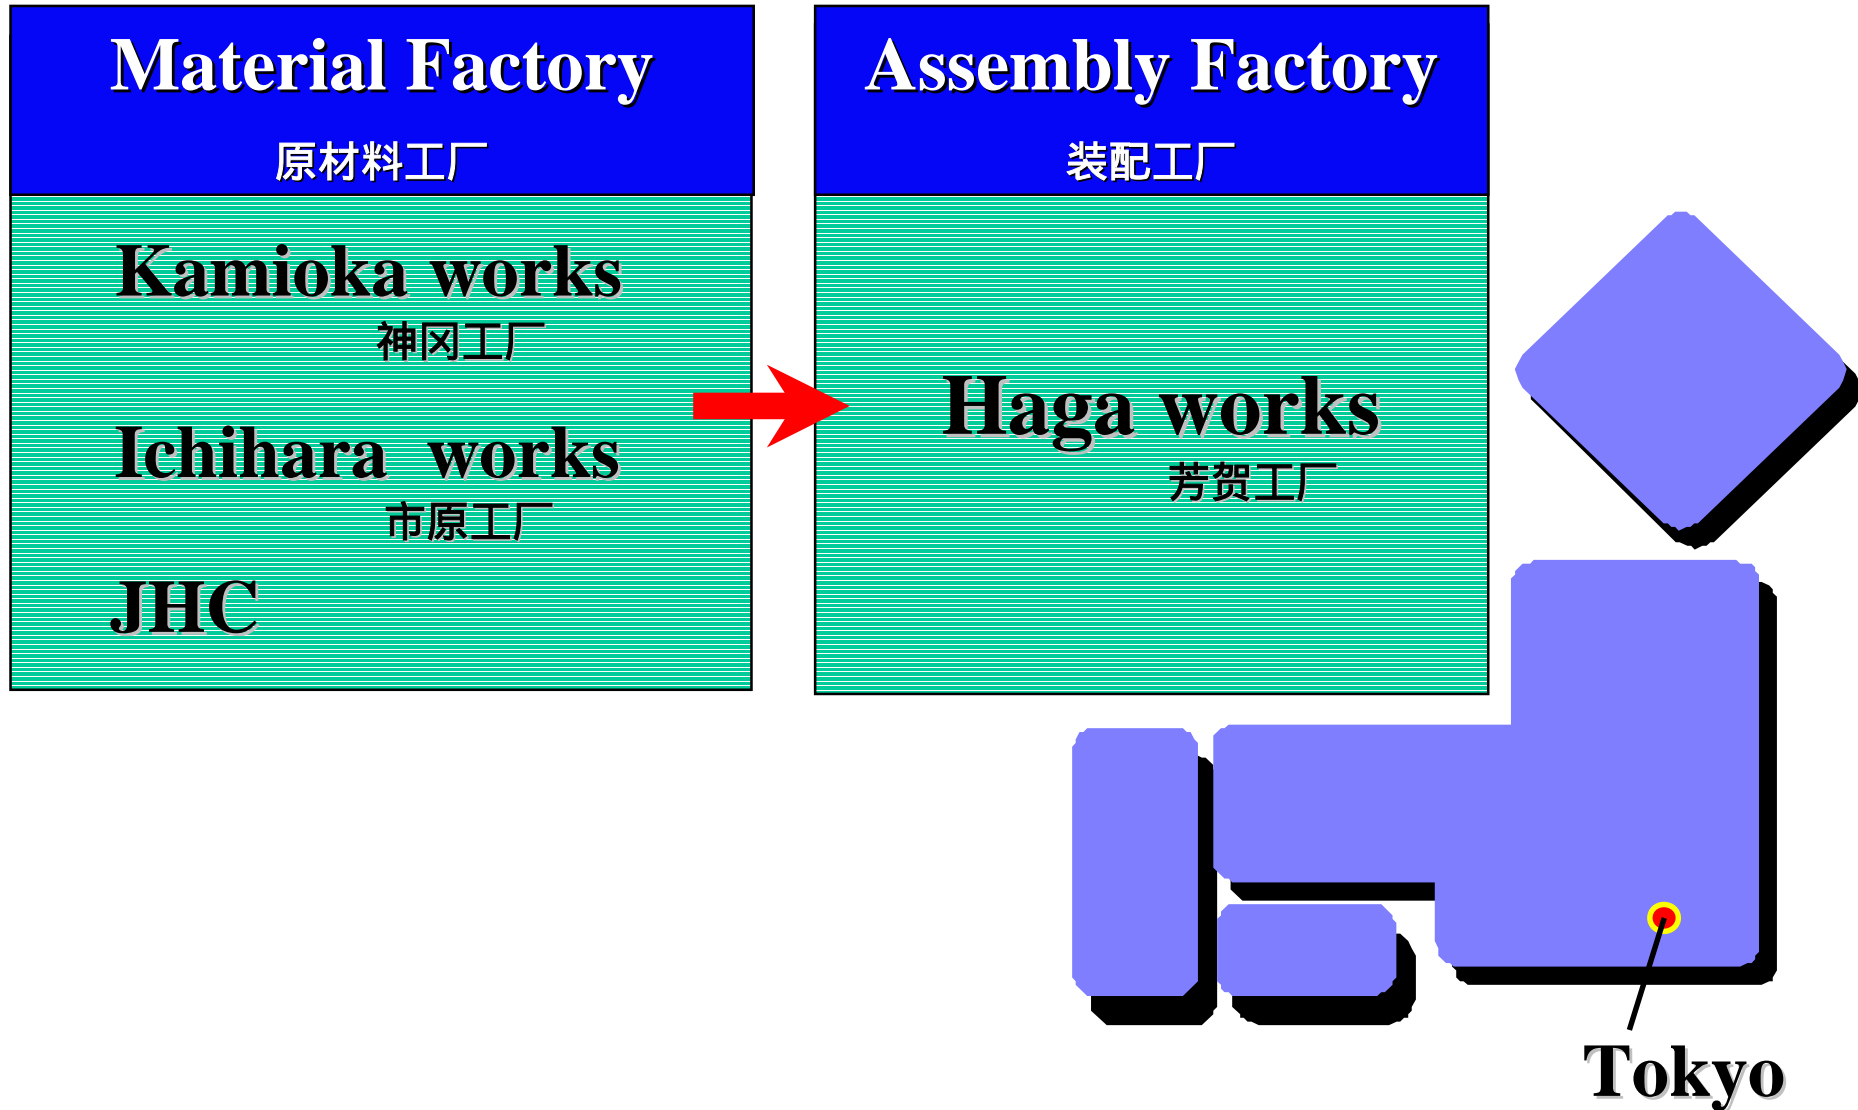 Material Factory
原材料工厂
Kamioka works
神冈工厂
Ichihara works
市原工厂
JHC
Assembly Factory
装配工厂
Haga works
芳贺工厂
Tokyo